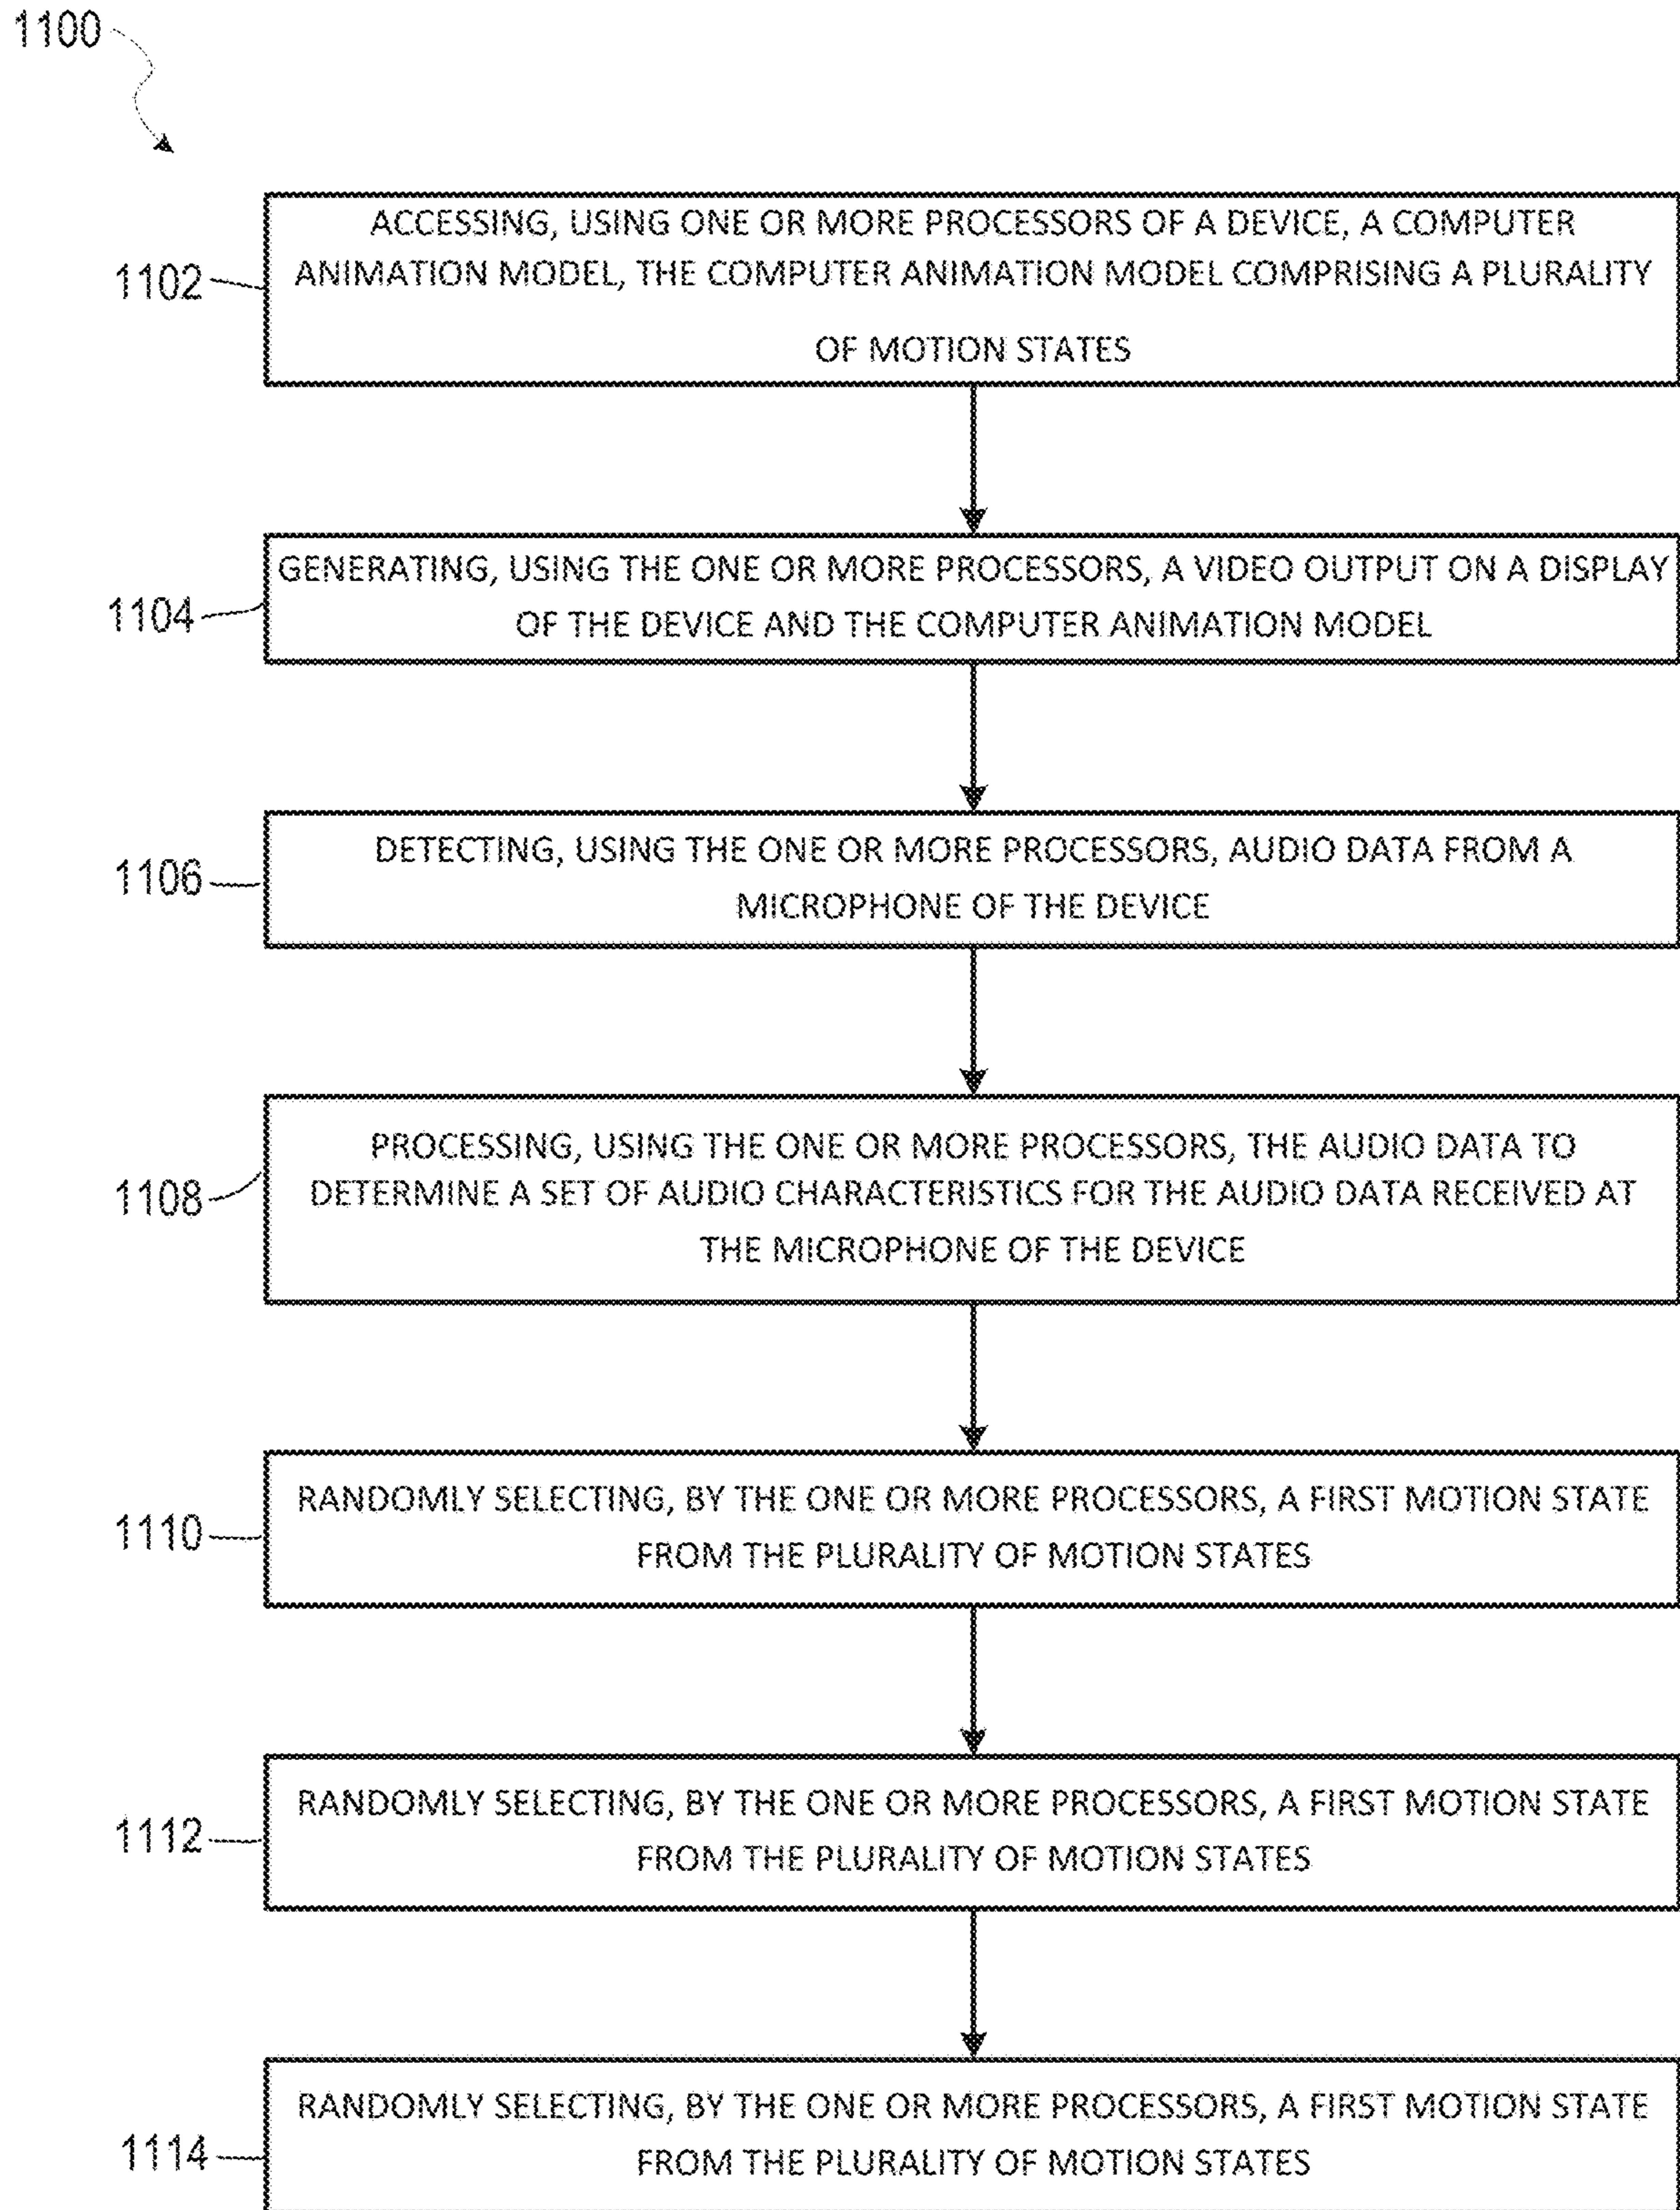 1100
ACCESSING, USING ONE OR MORE PROCESSORS OF A DEVICE, A COMPUTER
ANIMATION MODEL, THE COMPUTER ANIMATION MODEL COMPRISING A PLURALITY
OF MOTION STATES
1102
GENERATING, USING THE ONE OR MORE PROCESSORS, A VIDEO OUTPUT ON A DISPLAY
OF THE DEVICE AND THE COMPUTER ANIMATION MODEL
1104
DETECTING, USING THE ONE OR MORE PROCESSORS, AUDIO DATA FROM A
MICROPHONE OF THE DEVICE
1106
PROCESSING, USING THE ONE OR MORE PROCESSORS, THE AUDIO DATA TO
DETERMINE A SET OF AUDIO CHARACTERISTICS FOR THE AUDIO DATA RECEIVED AT
THE MICROPHONE OF THE DEVICE
1108
RANDOMLY SELECTING, BY THE ONE OR MORE PROCESSORS, A FIRST MOTION STATE
FROM THE PLURALITY OF MOTION STATES
1110
RANDOMLY SELECTING, BY THE ONE OR MORE PROCESSORS, A FIRST MOTION STATE
FROM THE PLURALITY OF MOTION STATES
1112
RANDOMLY SELECTING, BY THE ONE OR MORE PROCESSORS, A FIRST MOTION STATE
FROM THE PLURALITY OF MOTION STATES
1114